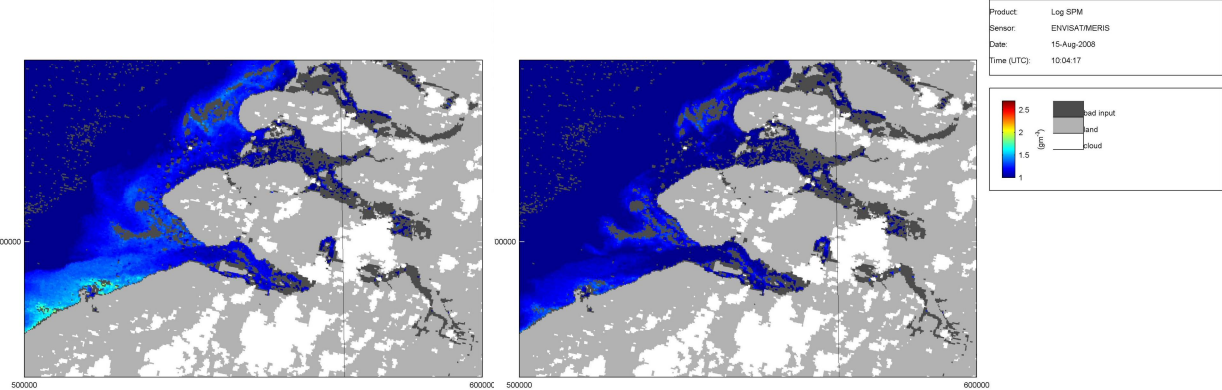 Product: Log SPM
Sensor: ENVISAT/MERIS
Date: 15-Aug-2008
Time (UTC): 10:04:17
2.5
2
1.5
1
(gm-3)
bad input
land
cloud
00000
00000
500000 600000
500000 600000